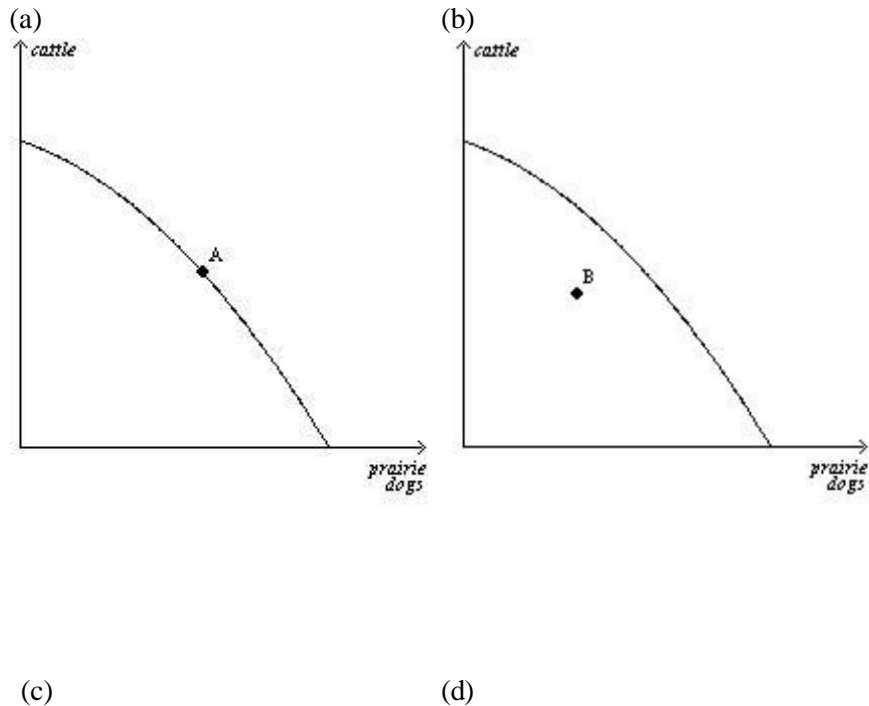 (a)
(b)
cattle
cattle
A
B
prairie
dogs
prairie
dogs
(c)
(d)